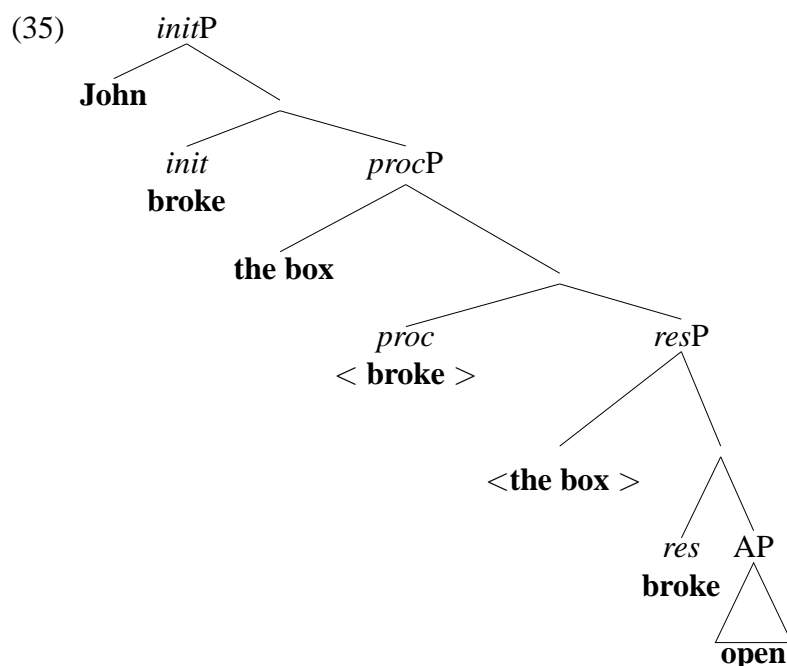 (35) initP
John
init procP
broke
the box
proc resP
< broke >
<the box >
res AP
broke
open